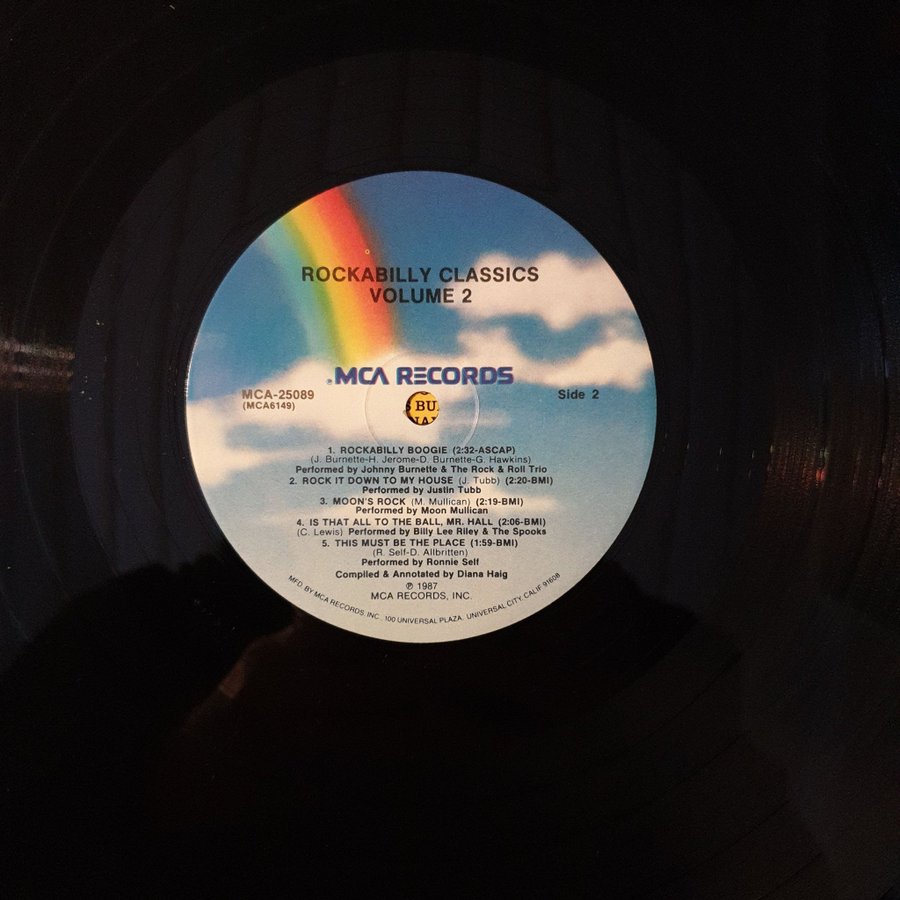 ROCKABILLY CLASSICS
VOLUME 2
MCA RECORDS
MCA-25089
(MCA6149)
Side 2
BU
1. ROCKABILLY BOOGIE (2:32-ASCAP)
(J. Burnette-H. Jerome-D. Burnette-G. Hawkins)
Performed by Johnny Burnette & The Rock & Roll Trio
2. ROCK IT DOWN TO MY HOUSE (J. Tubb) (2:20-BMI)
Performed by Justin Tubb
3. MOON'S ROCK (M. Mullican) (2:19-BMI)
Performed by Moon Mullican
4. IS THAT ALL TO THE BALL, MR. HALL (2:06-BMI)
(C. Lewis) Performed by Billy Lee Riley & The Spooks
5. THIS MUST BE THE PLACE (1:59-BMI)
(R. Self-D. Allbritten)
Performed by Ronnie Self
Compiled & Annotated by Diana Haig
℗ 1987
MCA RECORDS, INC.
MFD. BY MCA RECORDS, INC., 100 UNIVERSAL PLAZA, UNIVERSAL CITY, CALIF. 91608